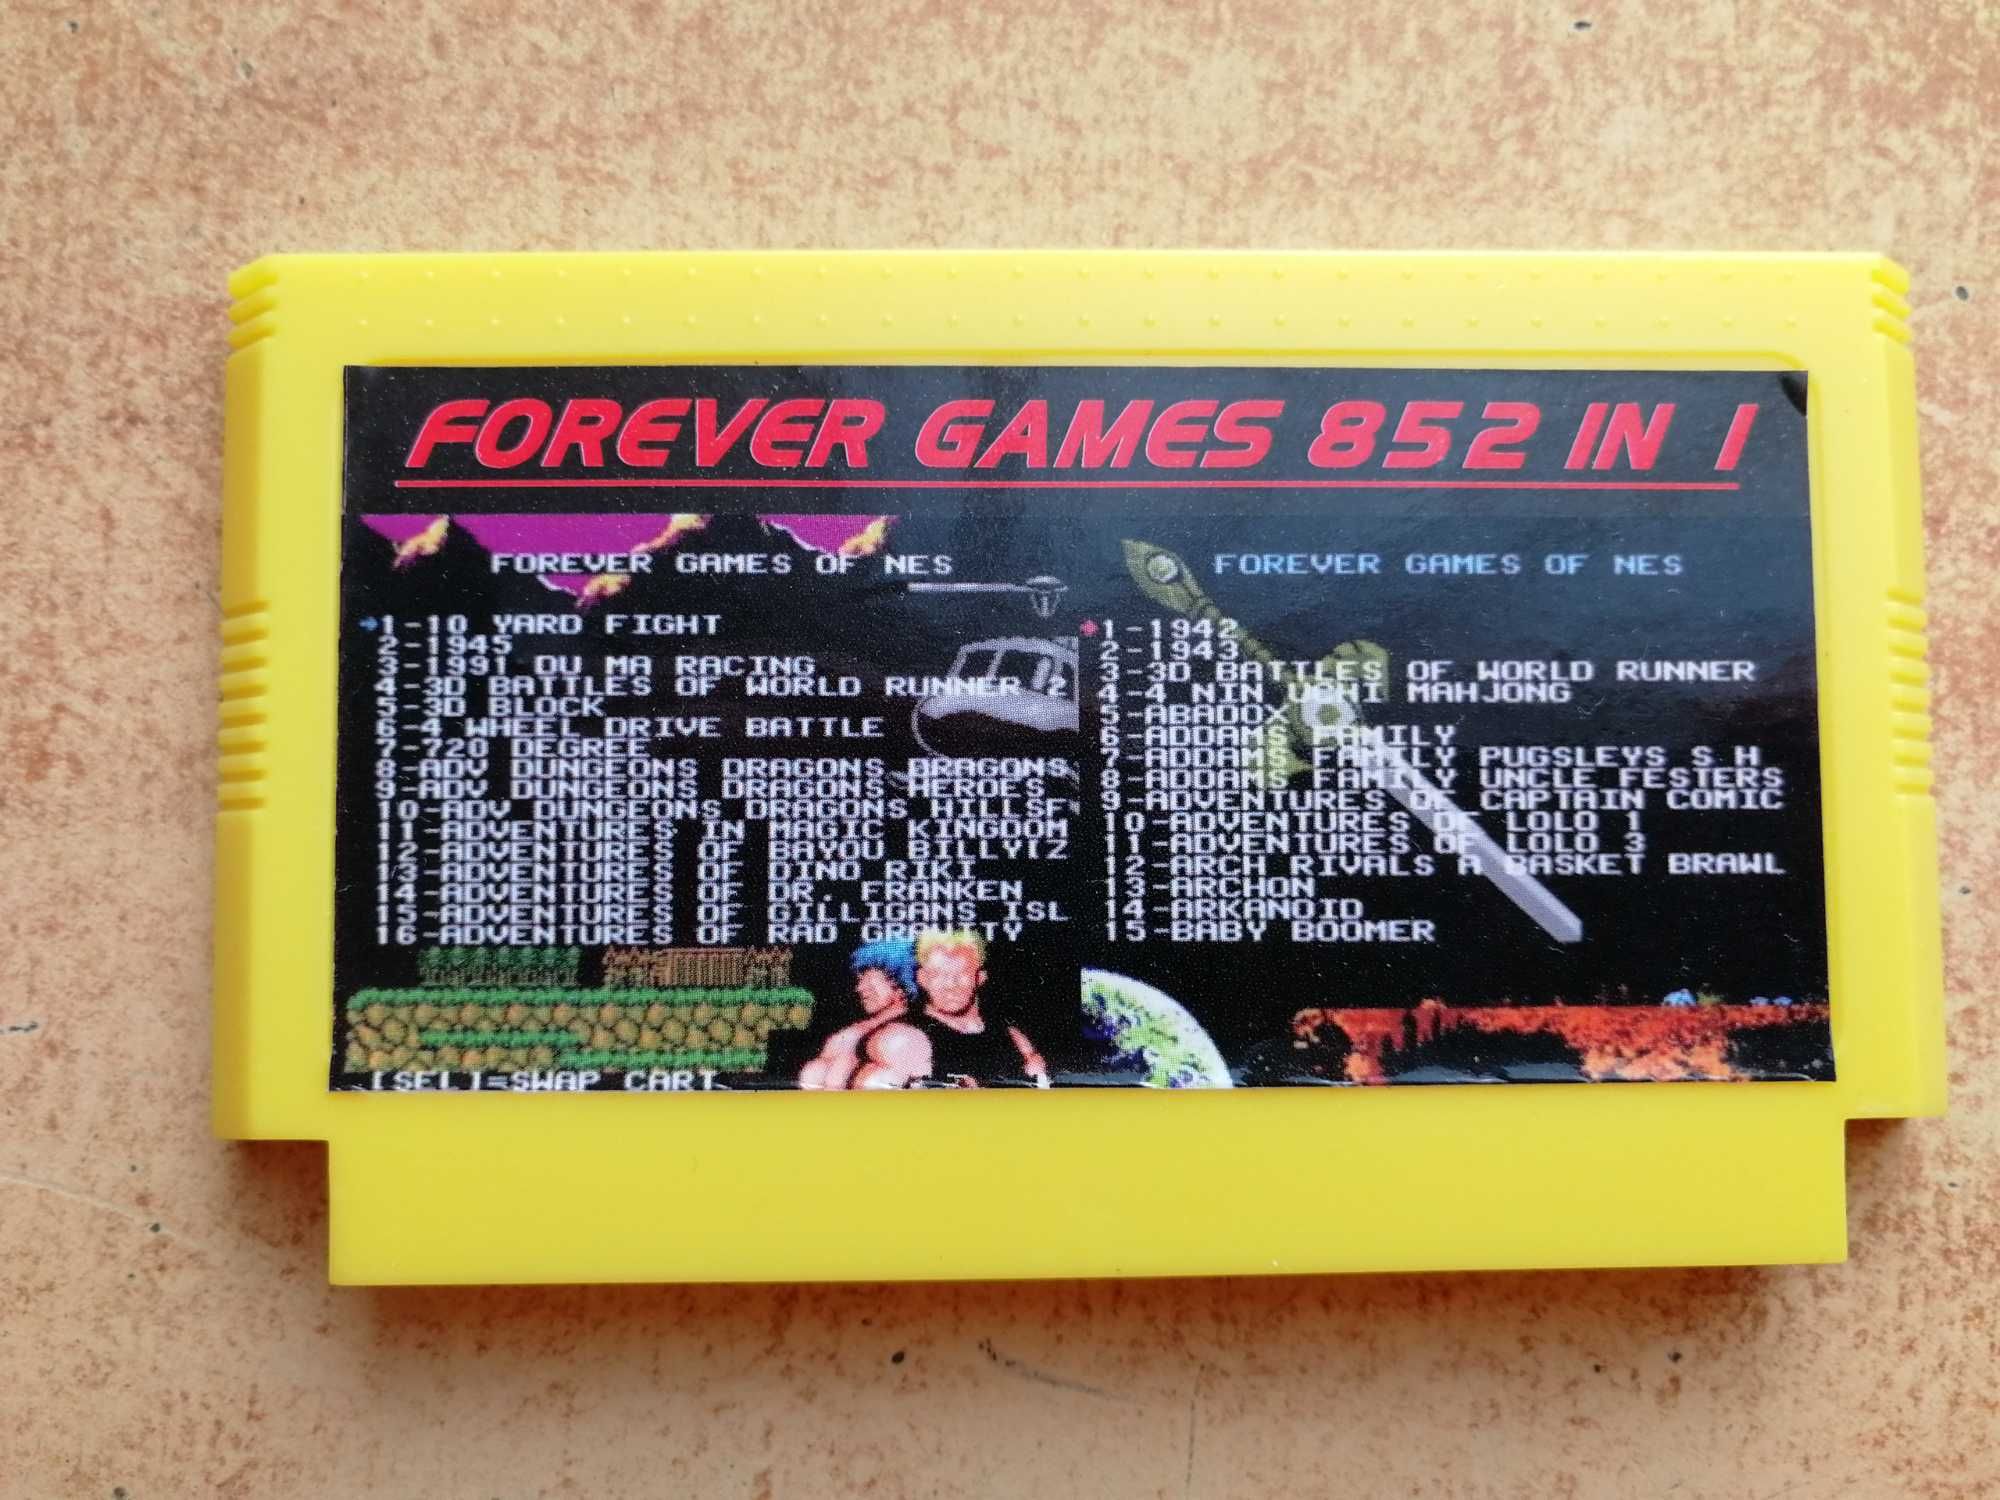 FOREVER GAMES 852 IN 1
FOREVER GAMES OF NES
1-10 YARD FIGHT
2-1945
3-1991 DU MA RACING
4-3D BATTLES OF WORLD RUNNER 2
5-3D BLOCK
6-4 WHEEL DRIVE BATTLE
7-720 DEGREE
8-ADV DUNGEONS DRAGONS DRAGONS
9-ADV DUNGEONS DRAGONS HEROES
10-ADV DUNGEONS DRAGONS HILLSF
11-ADVENTURES IN MAGIC KINGDOM
12-ADVENTURES OF BAYOU BILLY
13-ADVENTURES OF DINO RIKI
14-ADVENTURES OF DR. FRANKEN
15-ADVENTURES OF GILLIGANS ISL
16-ADVENTURES OF RAD GRAVITY
[SEL]=SWAP CART
FOREVER GAMES OF NES
1-1942
2-1943
3-3D BATTLES OF WORLD RUNNER
4-4 NIN UCHI MAHJONG
5-ABADOX
6-ADDAMS FAMILY
7-ADDAMS FAMILY PUGSLEYS S H
8-ADDAMS FAMILY UNCLE FESTERS
9-ADVENTURES OF CAPTAIN COMIC
10-ADVENTURES OF LOLO 1
11-ADVENTURES OF LOLO 3
12-ARCH RIVALS A BASKET BRAWL
13-ARCHON
14-ARKANOID
15-BABY BOOMER